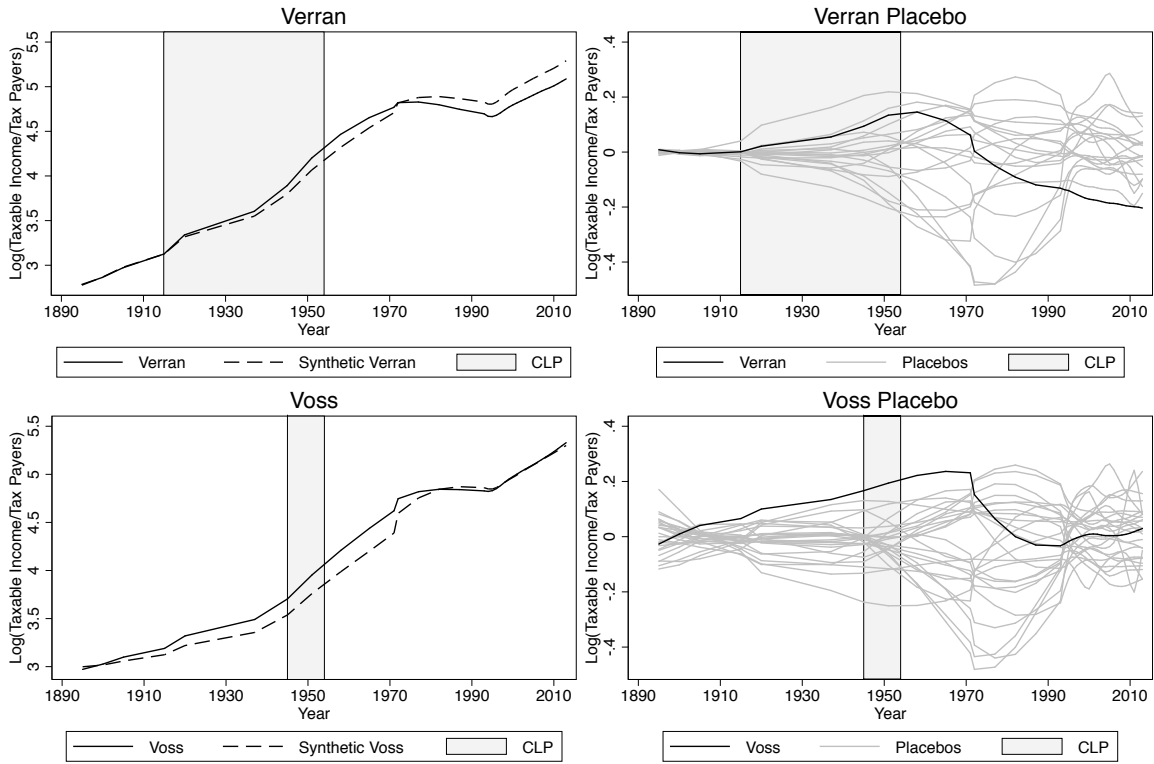 Verran
Log(Taxable Income/Tax Payers)
5.5
5
4.5
4
3.5
3
1890 1910 1930 1950 1970 1990 2010
Year
Verran Synthetic Verran CLP
Verran Placebo
Log(Taxable Income/Tax Payers)
.4
.2
0
-.2
-.4
1890 1910 1930 1950 1970 1990 2010
Year
Verran Placebos CLP
Voss
Log(Taxable Income/Tax Payers)
5.5
5
4.5
4
3.5
3
1890 1910 1930 1950 1970 1990 2010
Year
Voss Synthetic Voss CLP
Voss Placebo
Log(Taxable Income/Tax Payers)
.4
.2
0
-.2
-.4
1890 1910 1930 1950 1970 1990 2010
Year
Voss Placebos CLP